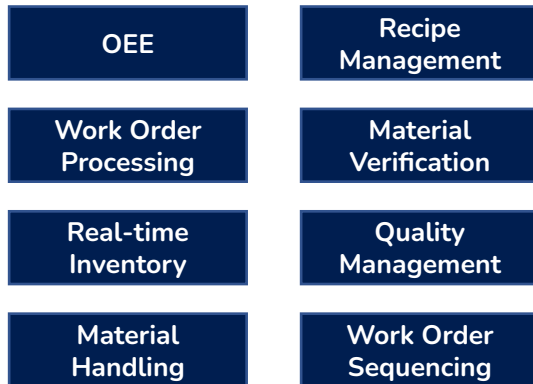 OEE
Recipe
Management
Work Order
Processing
Material
Verification
Real-time
Inventory
Quality
Management
Material
Handling
Work Order
Sequencing